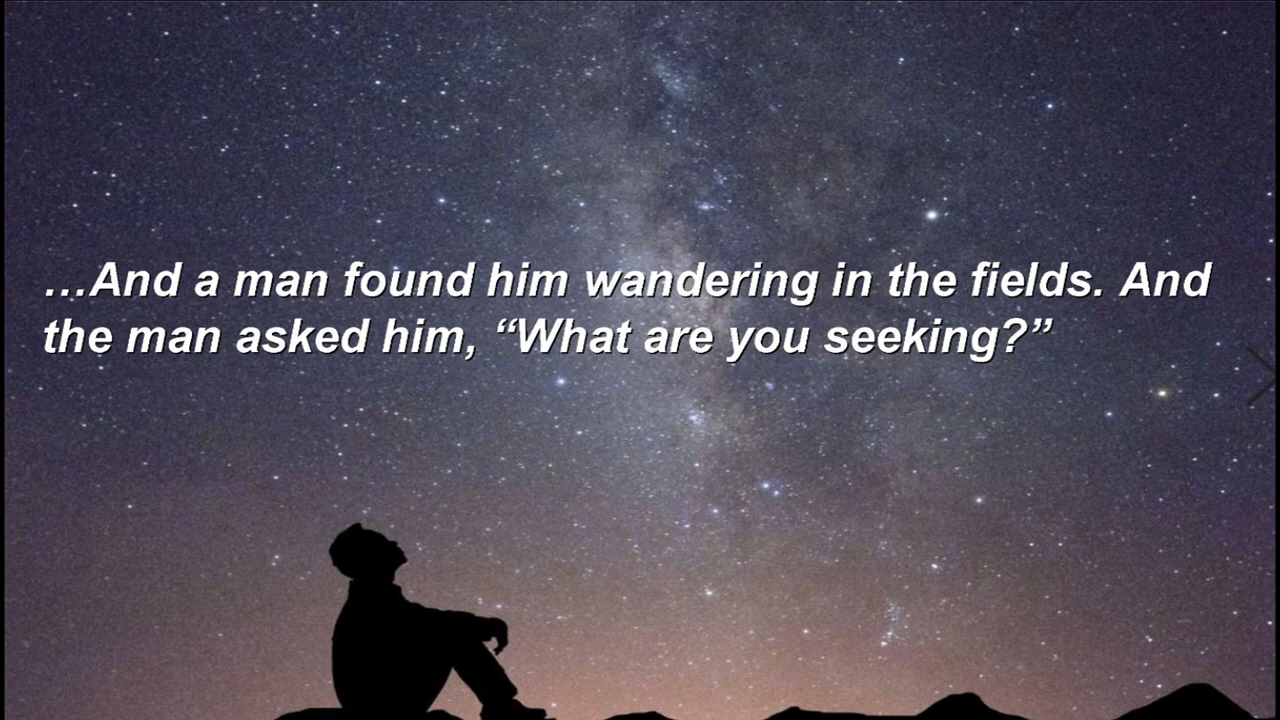 …And a man found him wandering in the fields. And
the man asked him, “What are you seeking?”